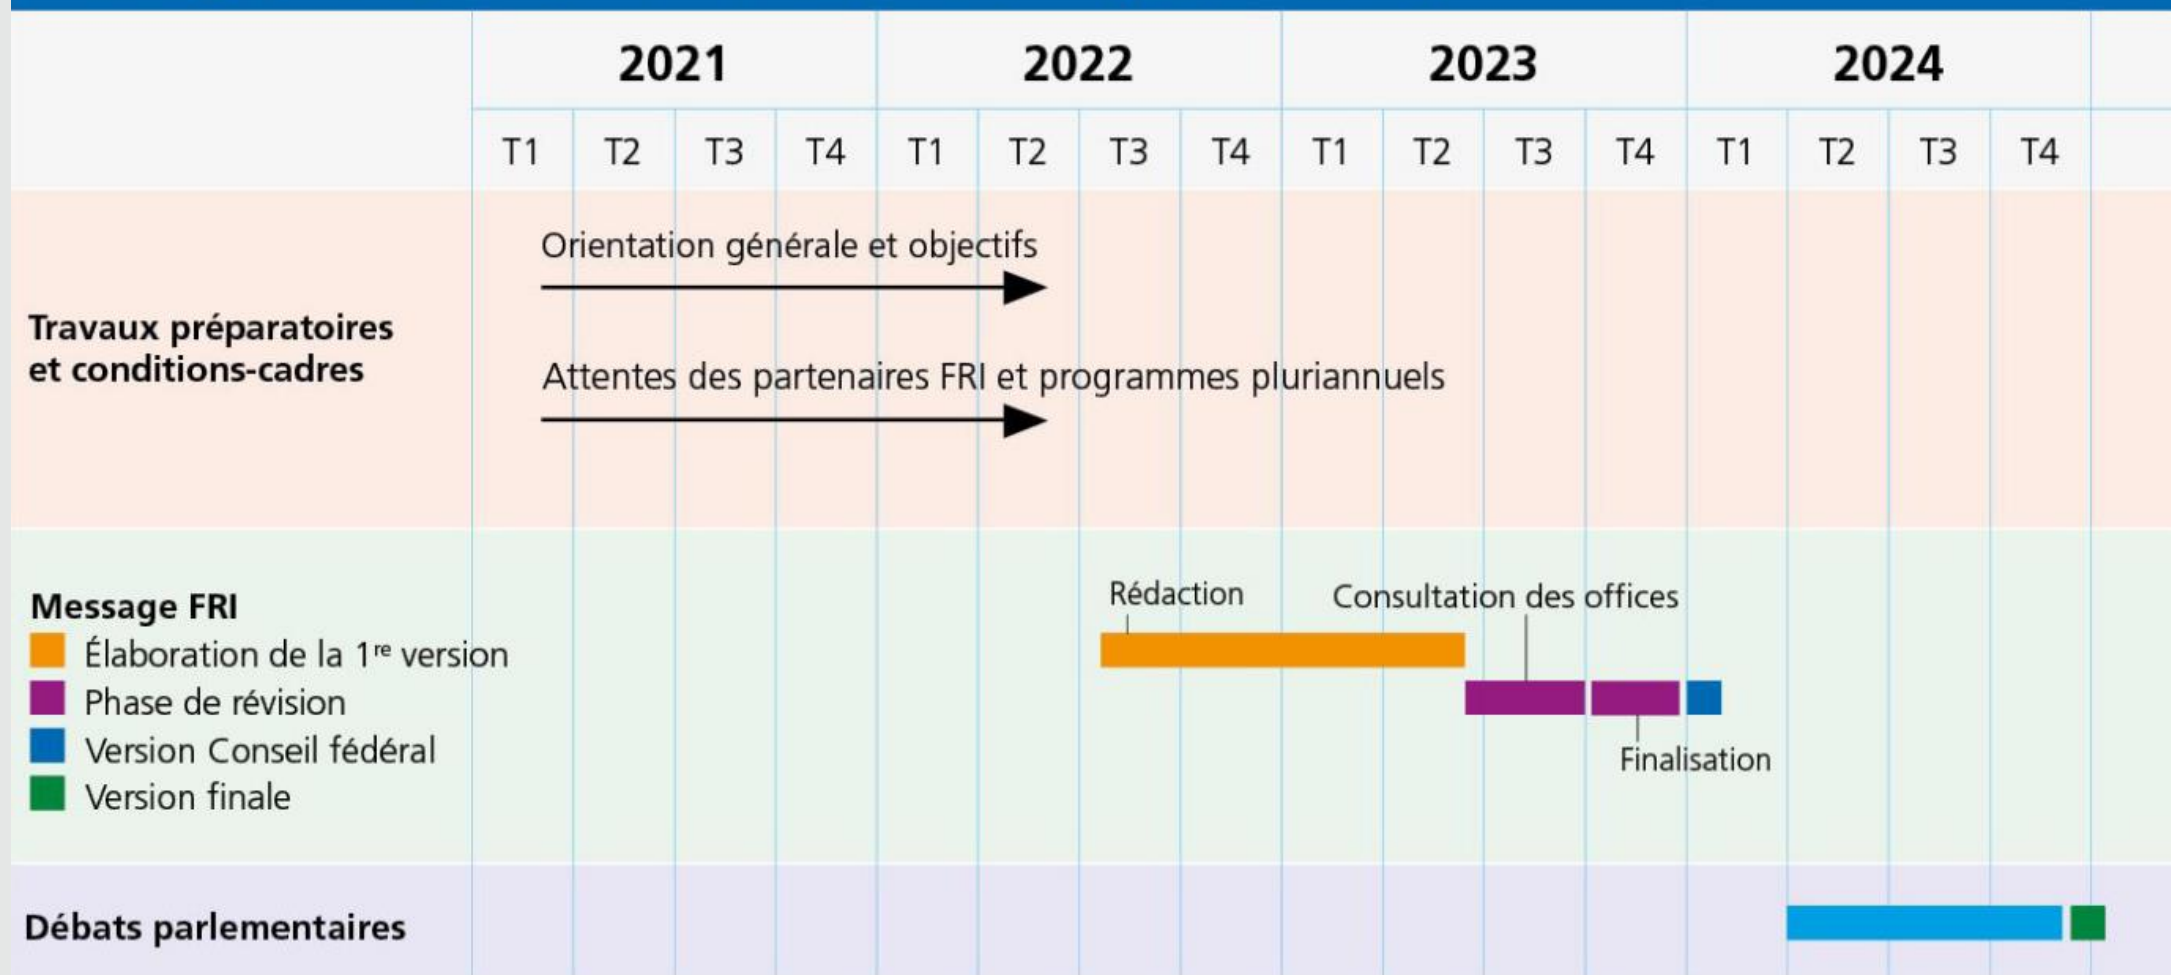 2021 2022 2023 2024
T1 T2 T3 T4 T1 T2 T3 T4 T1 T2 T3 T4 T1 T2 T3 T4
Orientation générale et objectifs
Travaux préparatoires
et conditions-cadres
Attentes des partenaires FRI et programmes pluriannuels
Rédaction
Consultation des offices
Message FRI
Élaboration de la 1re version
Phase de révision
Version Conseil fédéral
Finalisation
Version finale
Débats parlementaires